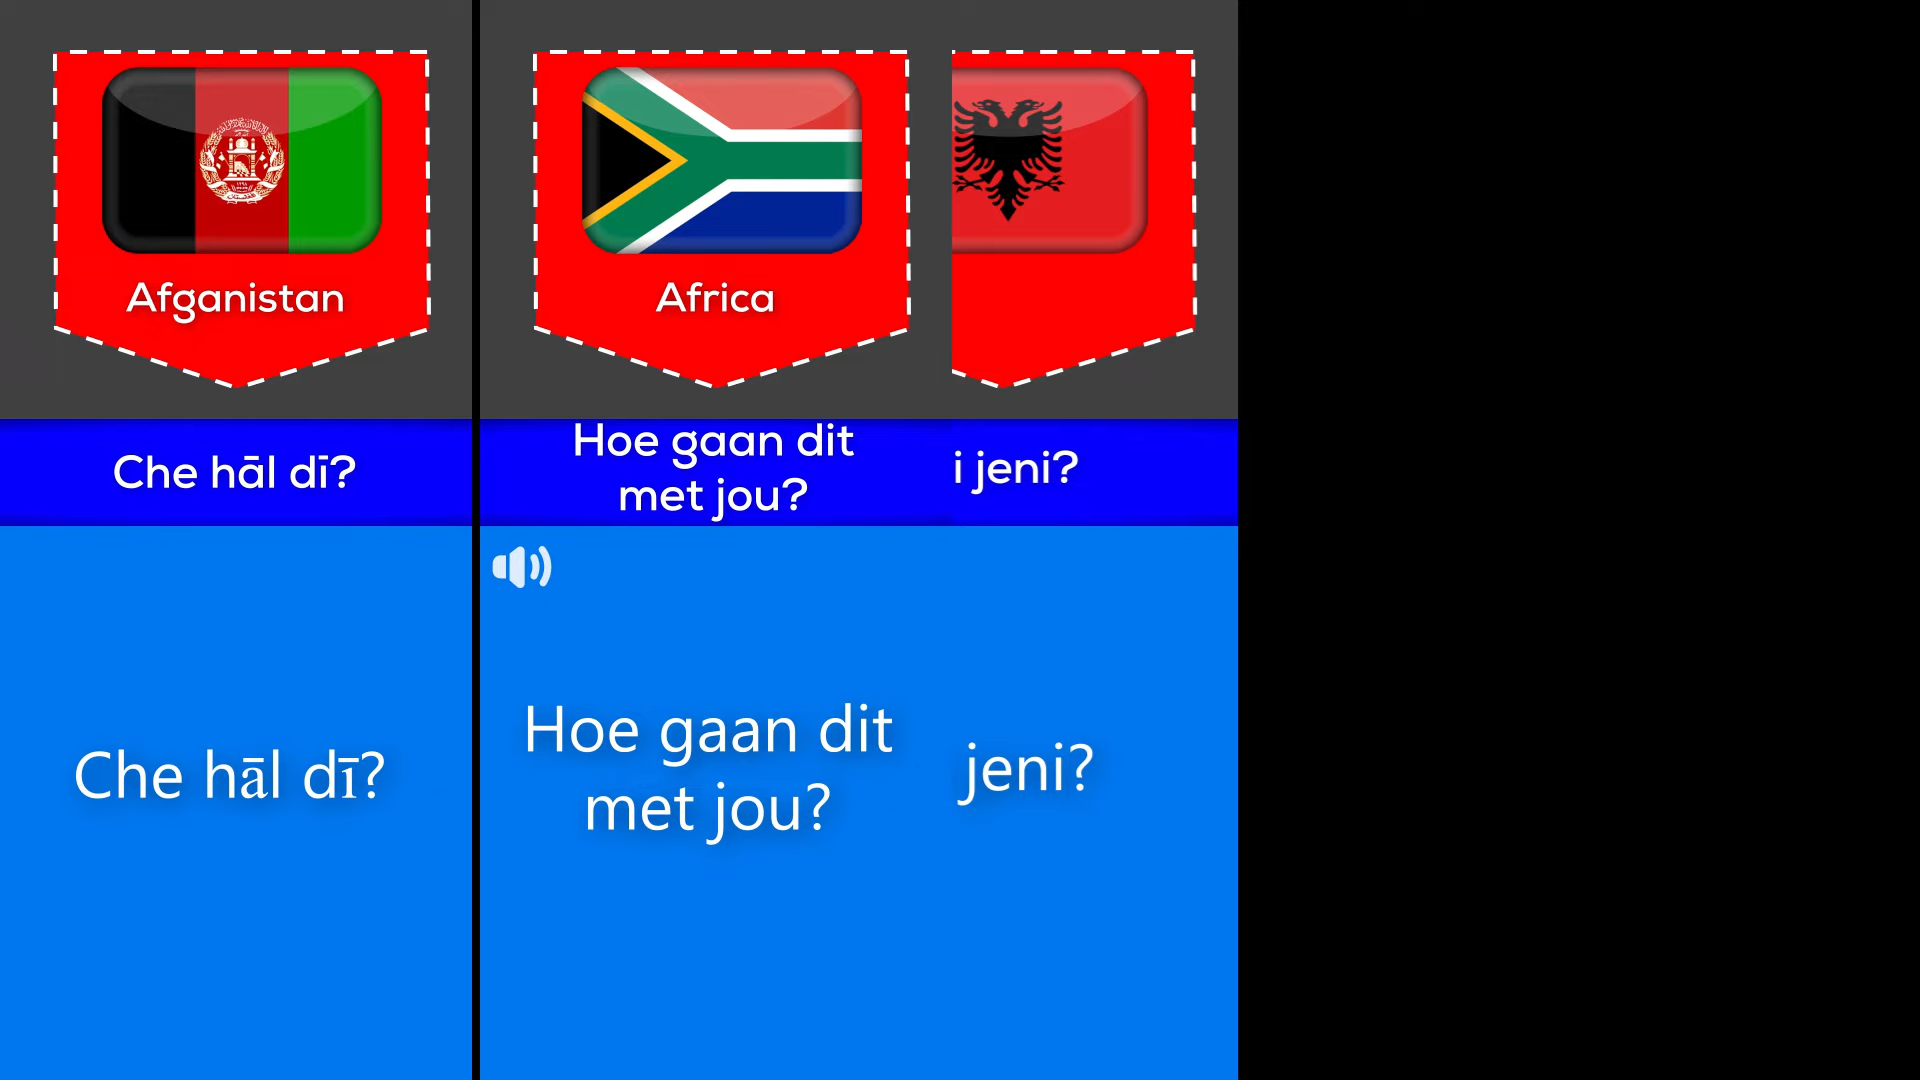 Afganistan
Che hāl dī?
Che hāl dī?
Africa
Hoe gaan dit
met jou?
Hoe gaan dit
met jou?
i jeni?
jeni?